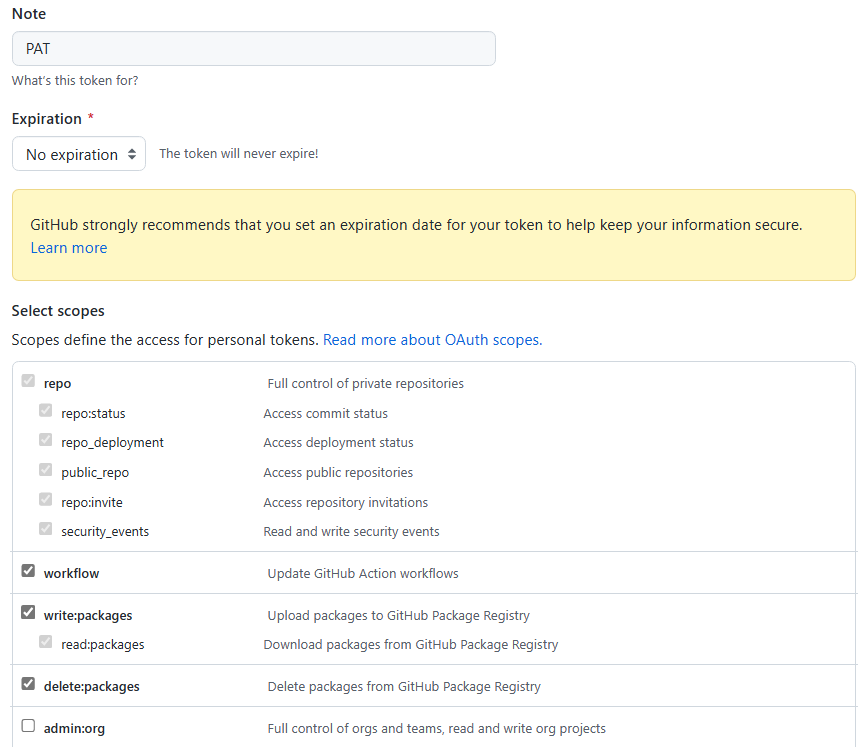 Note
PAT
What's this token for?
Expiration *
No expiration The token will never expire!
GitHub strongly recommends that you set an expiration date for your token to help keep your information secure.
Learn more
Select scopes
Scopes define the access for personal tokens. Read more about OAuth scopes.
repo Full control of private repositories
repo:status Access commit status
repo_deployment Access deployment status
public_repo Access public repositories
repo:invite Access repository invitations
security_events Read and write security events
workflow Update GitHub Action workflows
write:packages Upload packages to GitHub Package Registry
read:packages Download packages from GitHub Package Registry
delete:packages Delete packages from GitHub Package Registry
admin:org Full control of orgs and teams, read and write org projects